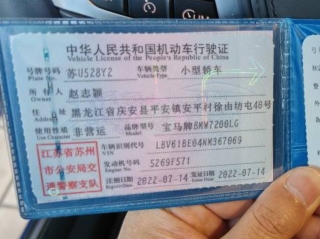 中华人民共和国机动车行驶证
Vehicle License of the People's Republic of China
号牌号码 苏U528Y2 车辆类型 小型轿车
Plate No. Vehicle Type
所有人 赵志颖
Owner
住址 黑龙江省庆安县平安镇安平村徐由坊屯48号
Address
使用性质 非营运 品牌型号 宝马牌BMW7200LG
Use Character Model
江苏省苏州
市公安局交
通警察支队
车辆识别代号 LBV61BE04NM367069
VIN
发动机号码 5269F571
Engine No.
注册日期 2022-07-14 发证日期 2022-07-14
Register Date Issue Date